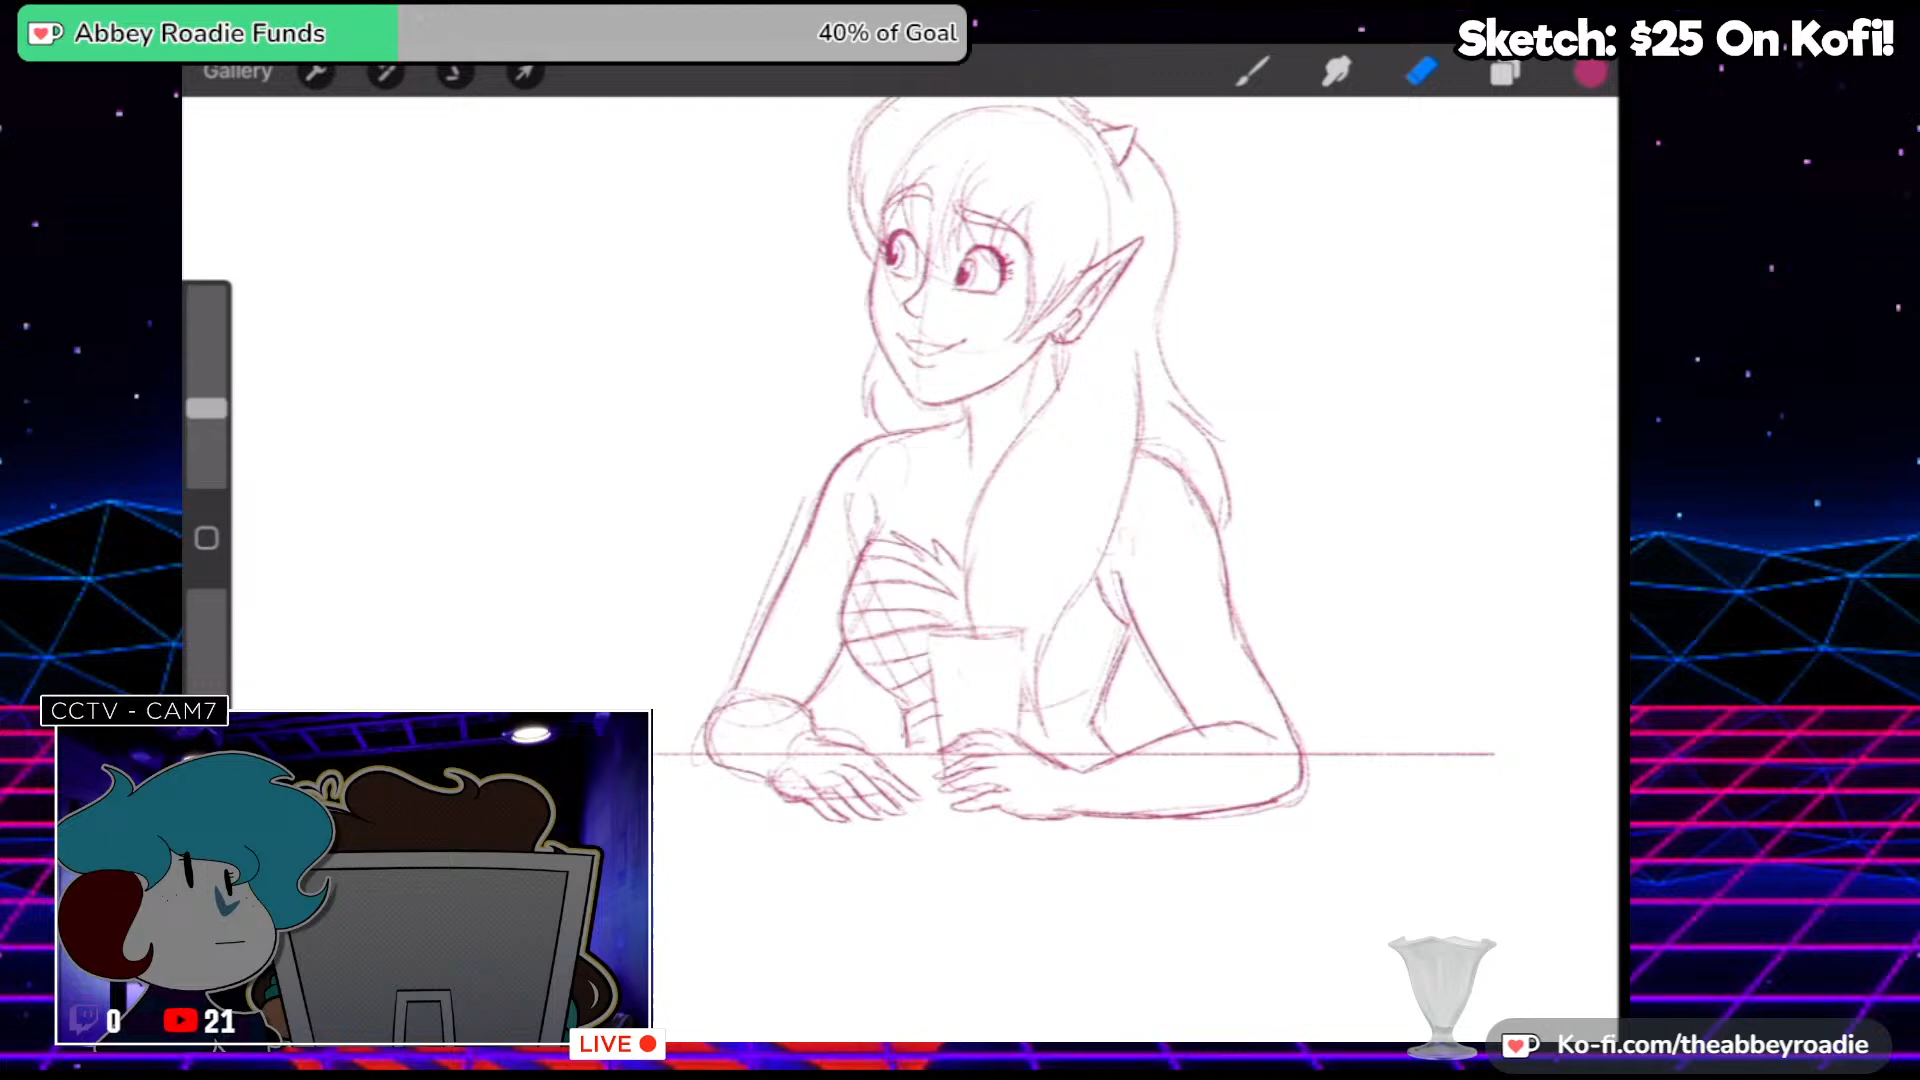 Abbey Roadie Funds
40% of Goal
Sketch: $25 On Kofi!
Gallery
CCTV - CAM7
0
21
LIVE
Ko-fi.com/theabbeyroadie